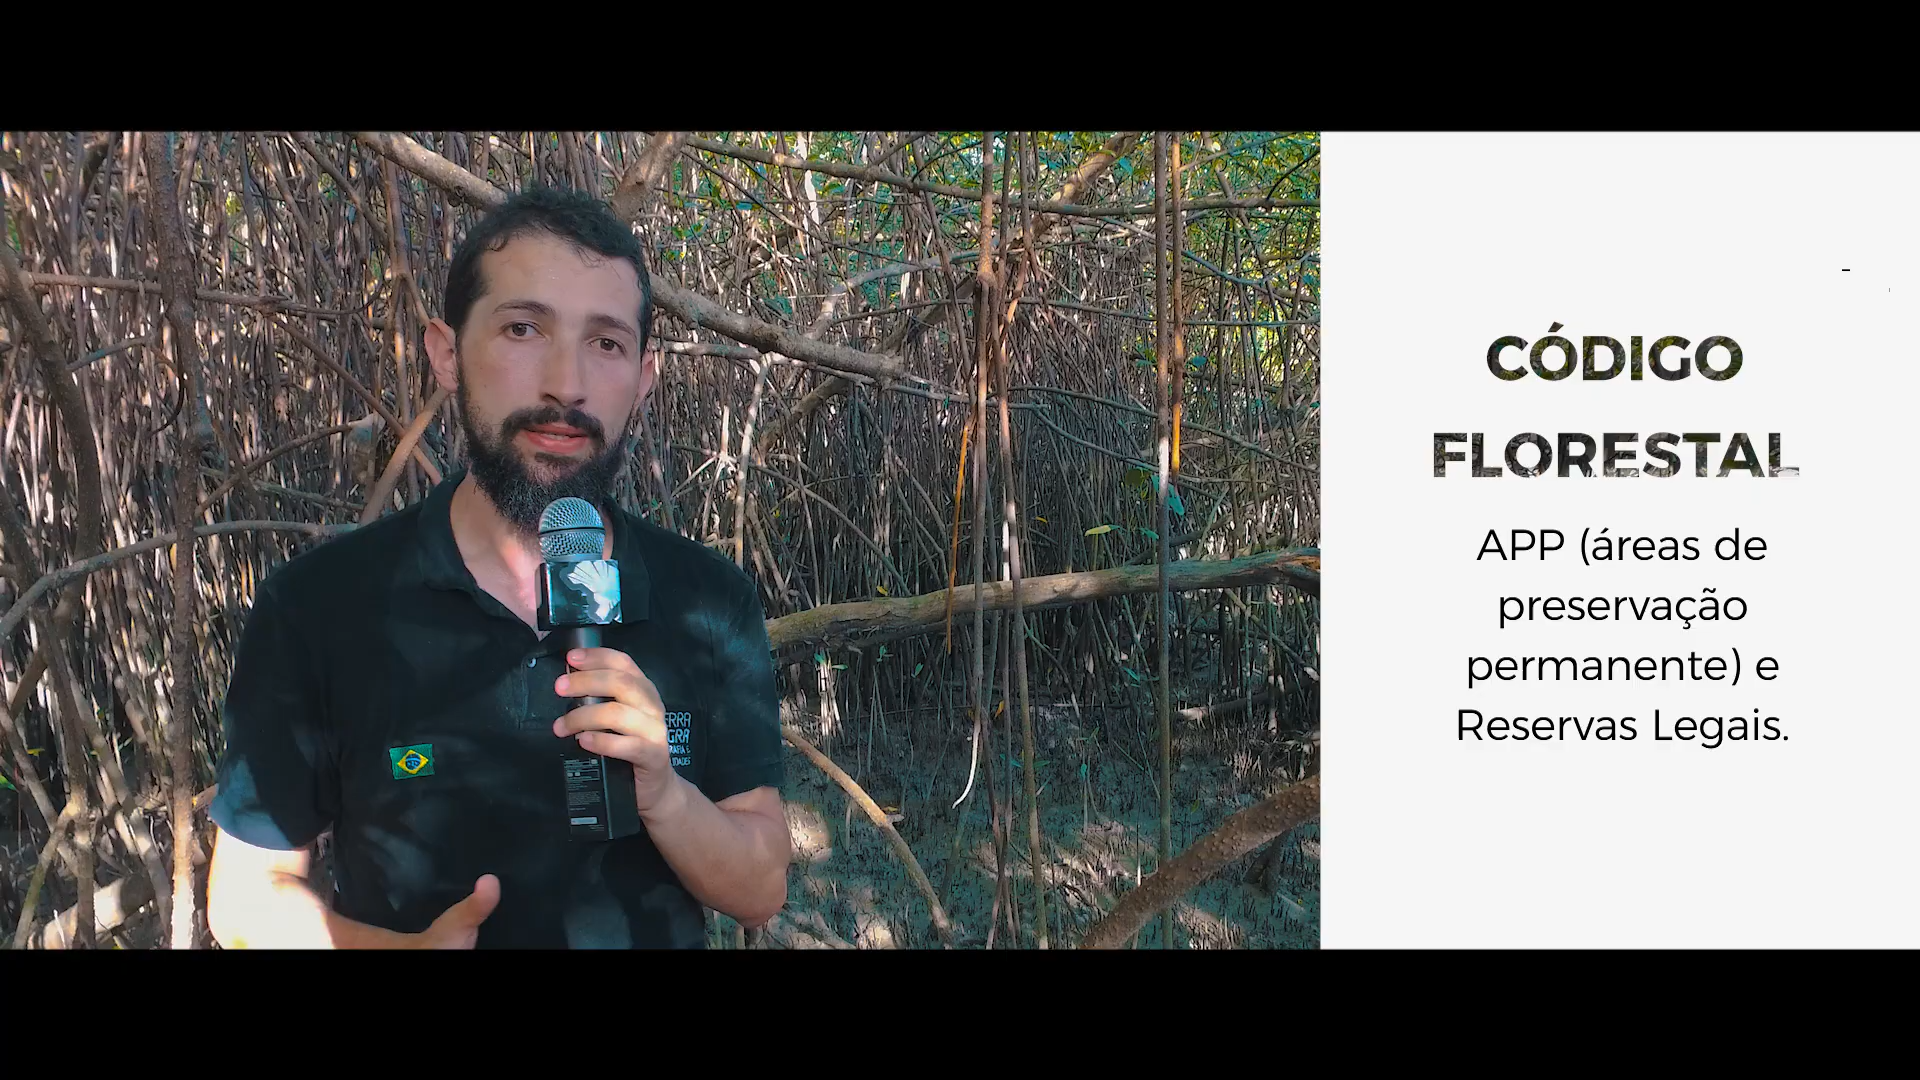 CÓDIGO
FLORESTAL
APP (áreas de
preservação
permanente) e
Reservas Legais.